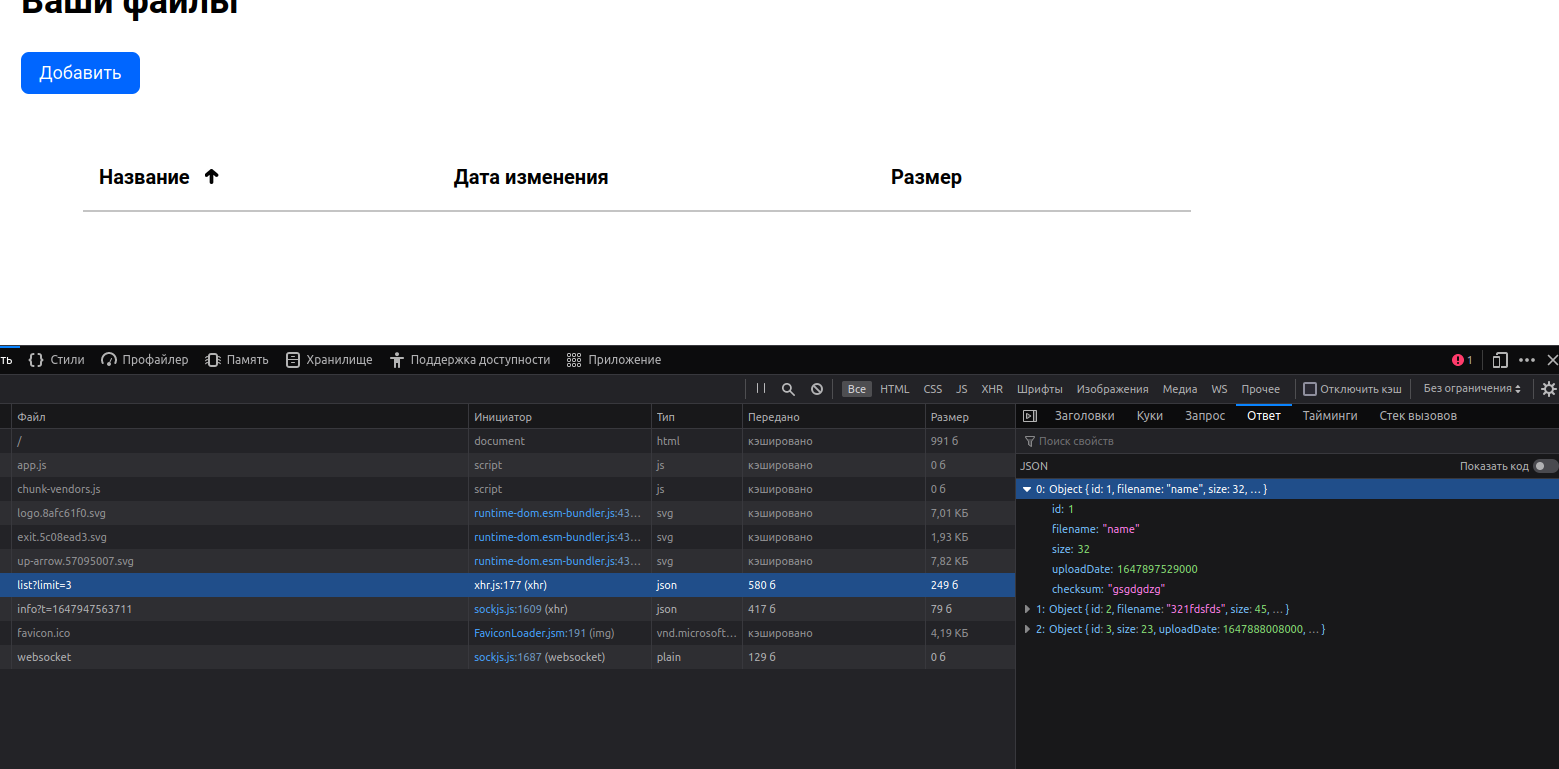 Ваши файлы
Добавить
Название Дата изменения Размер
ть Стили Профайлер Память Хранилище Поддержка доступности Приложение 1
Все HTML CSS JS XHR Шрифты Изображения Медиа WS Прочее Отключить кэш Без ограничения
Файл Инициатор Тип Передано Размер
/ document html кэшировано 991 б
app.js script js кэшировано 0 б
chunk-vendors.js script js кэшировано 0 б
logo.8afc61f0.svg runtime-dom.esm-bundler.js:43… svg кэшировано 7,01 КБ
exit.5c08ead3.svg runtime-dom.esm-bundler.js:43… svg кэшировано 1,93 КБ
up-arrow.57095007.svg runtime-dom.esm-bundler.js:43… svg кэшировано 7,82 КБ
list?limit=3 xhr.js:177 (xhr) json 580 б 249 б
info?t=1647947563711 sockjs.js:1609 (xhr) json 417 б 79 б
favicon.ico FaviconLoader.jsm:191 (img) vnd.microsoft… кэшировано 4,19 КБ
websocket sockjs.js:1687 (websocket) plain 129 б 0 б
Заголовки Куки Запрос Ответ Тайминги Стек вызовов
Поиск свойств
JSON Показать код
0: Object { id: 1, filename: "name", size: 32, … }
id: 1
filename: "name"
size: 32
uploadDate: 1647897529000
checksum: "gsgdgdzg"
1: Object { id: 2, filename: "321fdsfds", size: 45, … }
2: Object { id: 3, size: 23, uploadDate: 1647888008000, … }